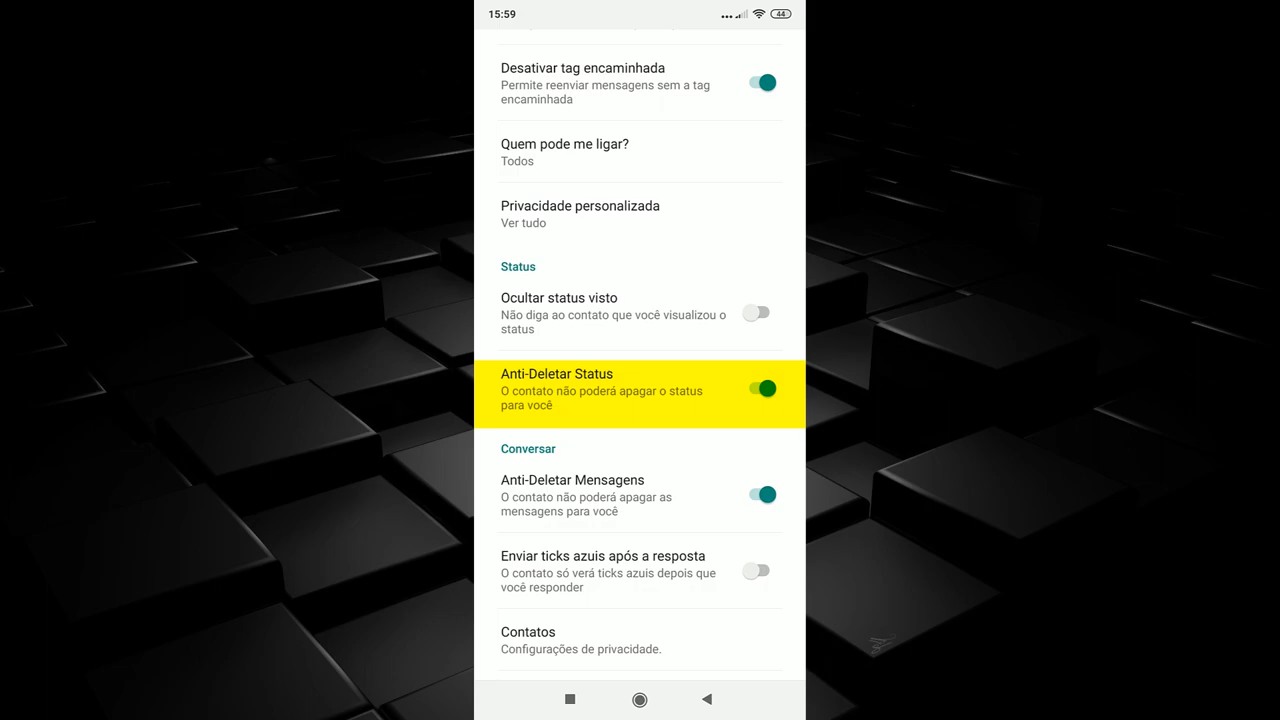 15:59
44
Desativar tag encaminhada
Permite reenviar mensagens sem a tag
encaminhada
Quem pode me ligar?
Todos
Privacidade personalizada
Ver tudo
Status
Ocultar status visto
Não diga ao contato que você visualizou o
status
Anti-Deletar Status
O contato não poderá apagar o status
para você
Conversar
Anti-Deletar Mensagens
O contato não poderá apagar as
mensagens para você
Enviar ticks azuis após a resposta
O contato só verá ticks azuis depois que
você responder
Contatos
Configurações de privacidade.